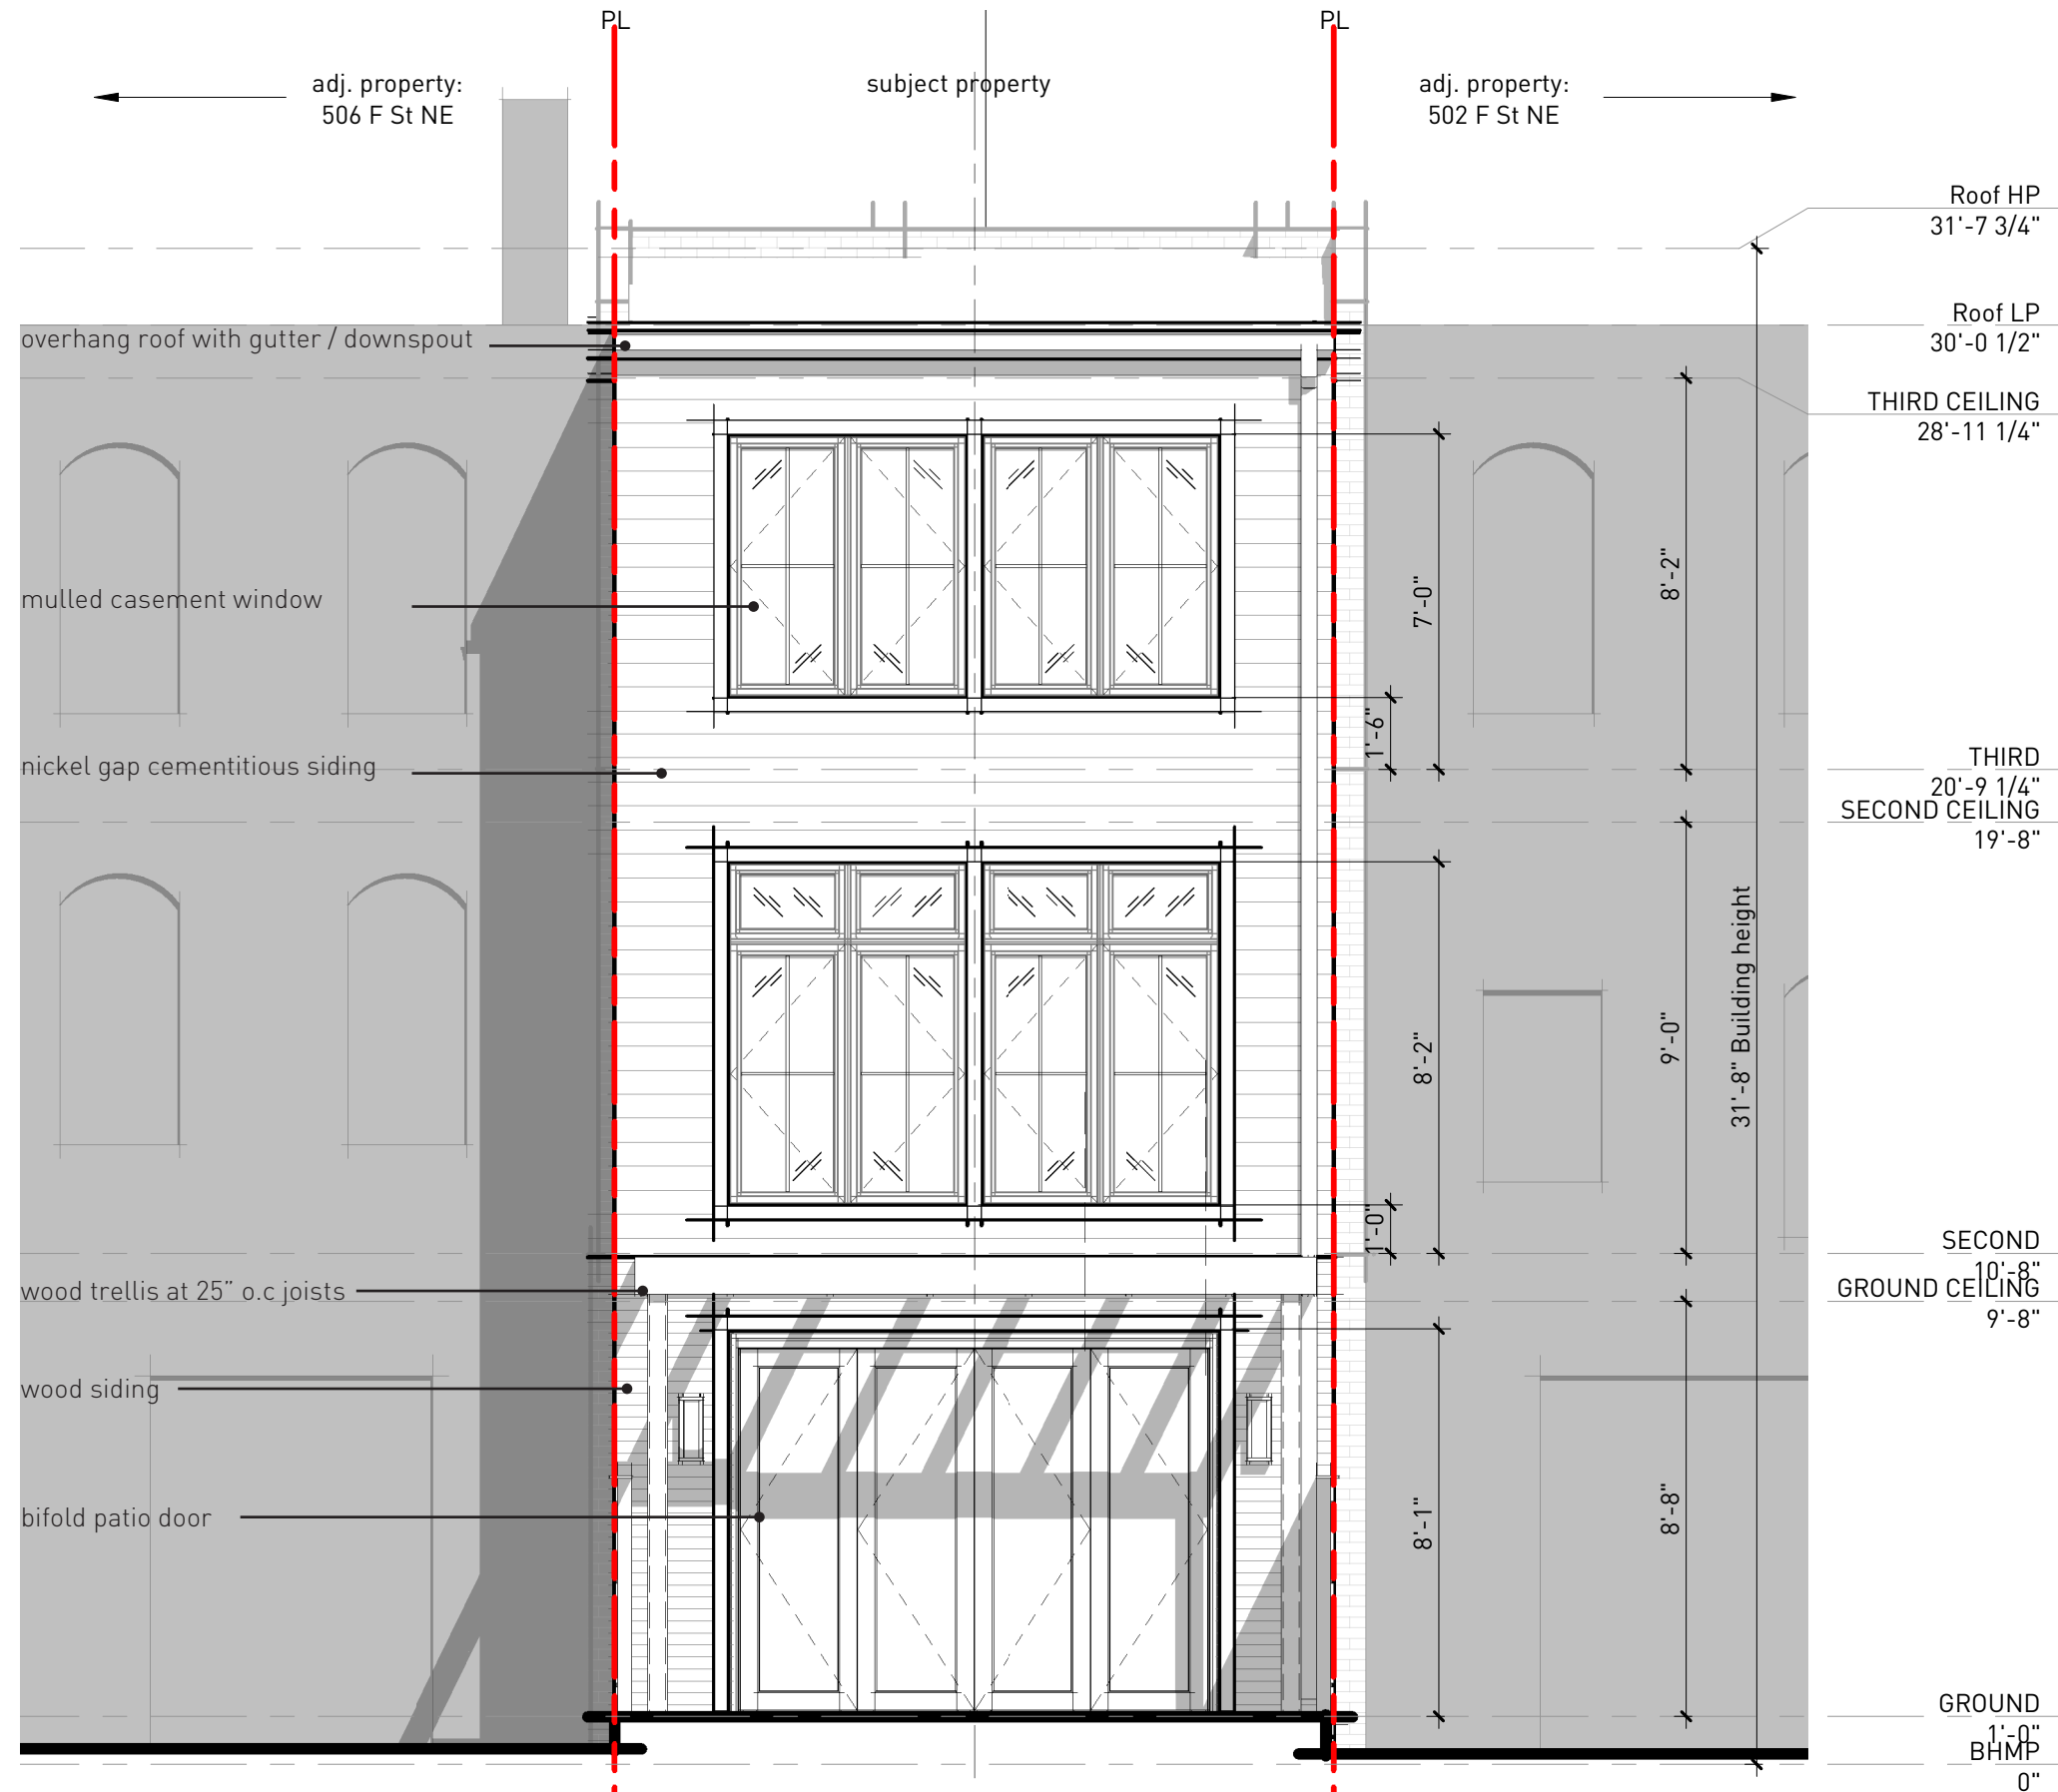 PL
PL
adj. property:
506 F St NE
subject property
adj. property:
502 F St NE
Roof HP
31'-7 3/4"
Roof LP
30'-0 1/2"
overhang roof with gutter / downspout
THIRD CEILING
28'-11 1/4"
mulled casement window
7'-0"
8'-2"
1'-6"
nickel gap cementitious siding
THIRD
20'-9 1/4"
SECOND CEILING
19'-8"
31'-8" Building height
8'-2"
9'-0"
1'-0"
SECOND
10'-8"
GROUND CEILING
9'-8"
wood trellis at 25” o.c joists
wood siding
bifold patio door
8'-1"
8'-8"
GROUND
1'-0"
BHMP
0"